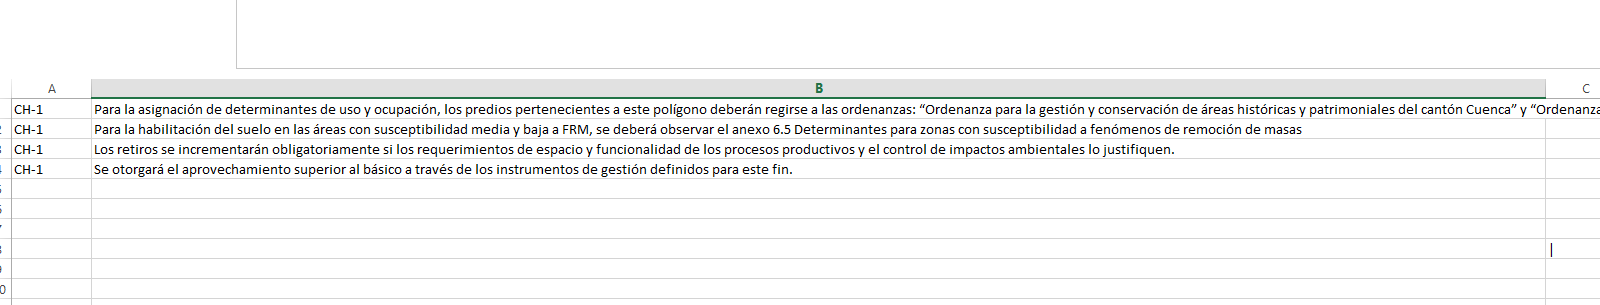 A B C
CH-1 Para la asignación de determinantes de uso y ocupación, los predios pertenecientes a este polígono deberán regirse a las ordenanzas: “Ordenanza para la gestión y conservación de áreas históricas y patrimoniales del cantón Cuenca” y “Ordenanza
CH-1 Para la habilitación del suelo en las áreas con susceptibilidad media y baja a FRM, se deberá observar el anexo 6.5 Determinantes para zonas con susceptibilidad a fenómenos de remoción de masas
CH-1 Los retiros se incrementarán obligatoriamente si los requerimientos de espacio y funcionalidad de los procesos productivos y el control de impactos ambientales lo justifiquen.
CH-1 Se otorgará el aprovechamiento superior al básico a través de los instrumentos de gestión definidos para este fin.